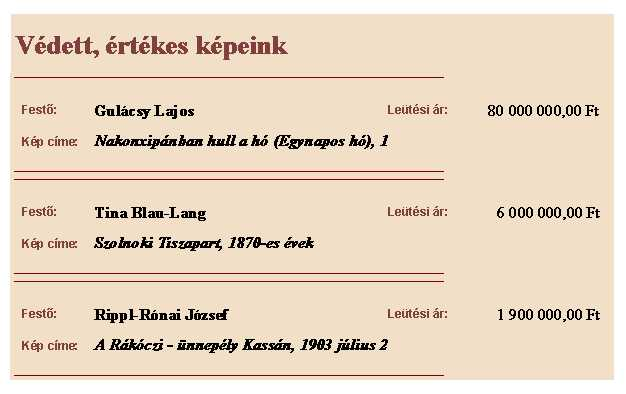 Védett, értékes képeink
Festő: Gulácsy Lajos Leütési ár: 80 000 000,00 Ft
Kép címe: Nakonxipánban hull a hó (Egynapos hó), 1
Festő: Tina Blau-Lang Leütési ár: 6 000 000,00 Ft
Kép címe: Szolnoki Tiszapart, 1870-es évek
Festő: Rippl-Rónai József Leütési ár: 1 900 000,00 Ft
Kép címe: A Rákóczi - ünnepély Kassán, 1903 július 2